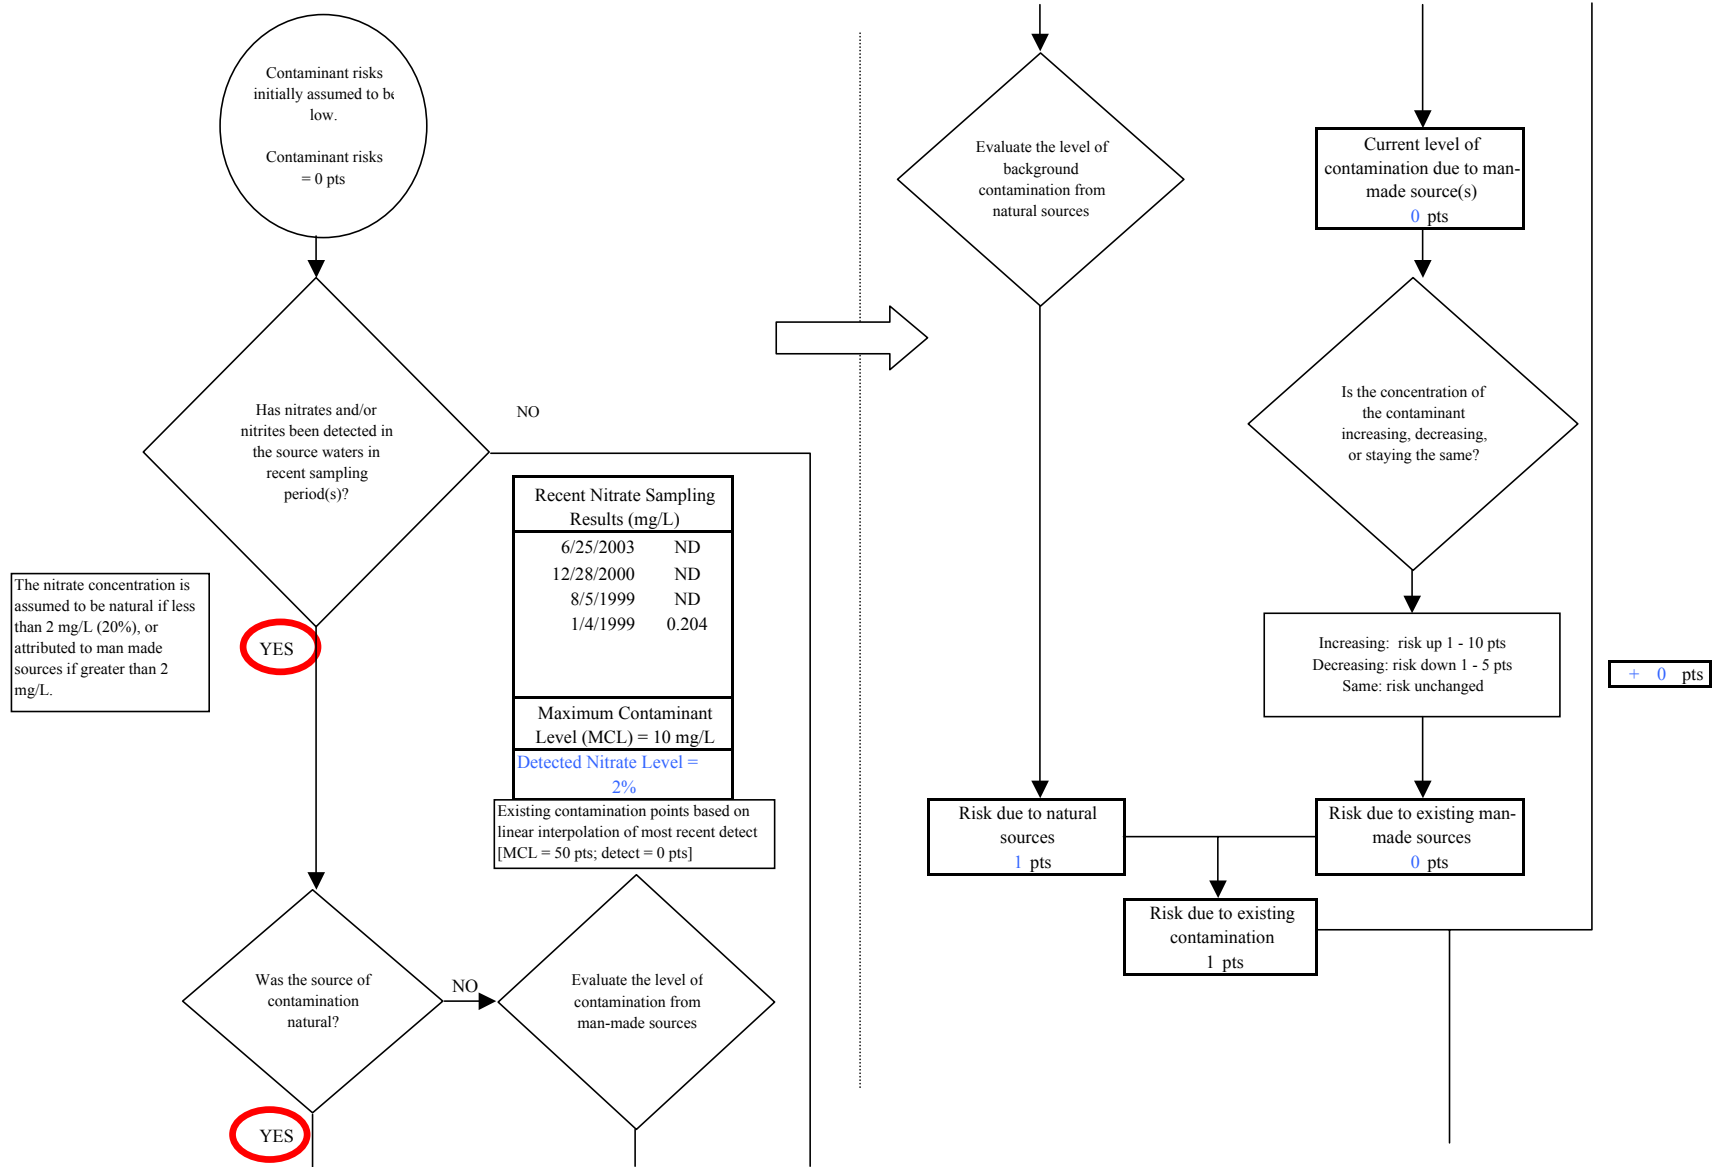 Contaminant risks
initially assumed to be
low.
Contaminant risks
= 0 pts
Has nitrates and/or
nitrites been detected in
the source waters in
recent sampling
period(s)?
NO
The nitrate concentration is
assumed to be natural if less
than 2 mg/L (20%), or
attributed to man made
sources if greater than 2
mg/L.
YES
Recent Nitrate Sampling
Results (mg/L)
6/25/2003 ND
12/28/2000 ND
8/5/1999 ND
1/4/1999 0.204
Maximum Contaminant
Level (MCL) = 10 mg/L
Detected Nitrate Level =
2%
Existing contamination points based on
linear interpolation of most recent detect
[MCL = 50 pts; detect = 0 pts]
Was the source of
contamination
natural?
NO
Evaluate the level of
contamination from
man-made sources
YES
Evaluate the level of
background
contamination from
natural sources
Current level of
contamination due to man-
made source(s)
0 pts
Is the concentration of
the contaminant
increasing, decreasing,
or staying the same?
Increasing: risk up 1 - 10 pts
Decreasing: risk down 1 - 5 pts
Same: risk unchanged
+ 0 pts
Risk due to natural
sources
1 pts
Risk due to existing man-
made sources
0 pts
Risk due to existing
contamination
1 pts